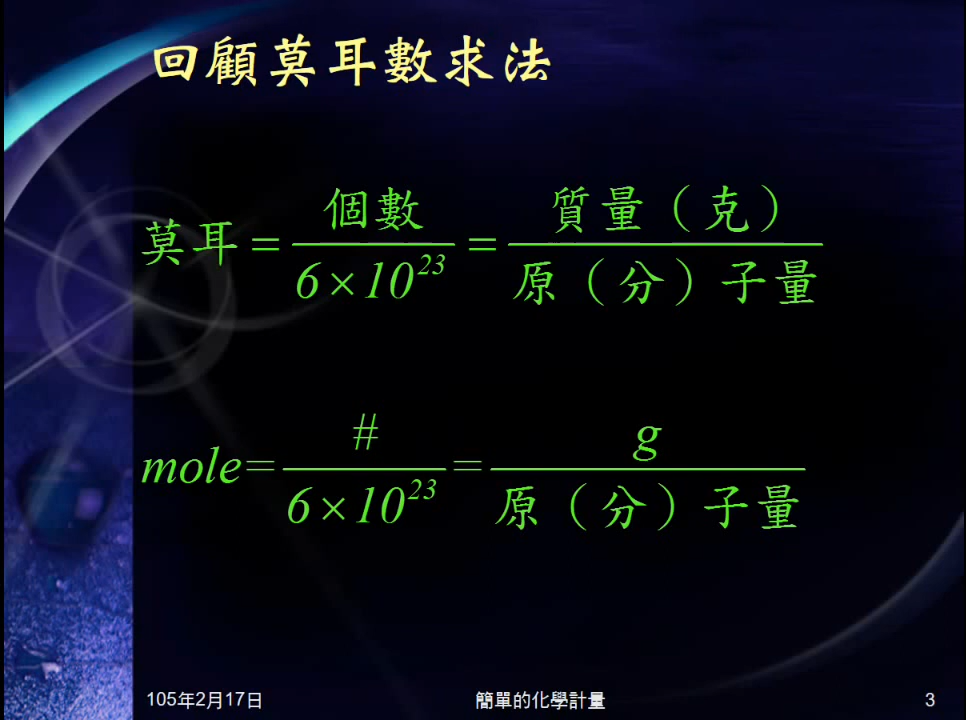 回顧莫耳數求法
莫耳 = 個數 / 6×10²³ = 質量（克） / 原（分）子量
mole= # / 6×10²³ = g / 原（分）子量
105年2月17日
簡單的化學計量
3